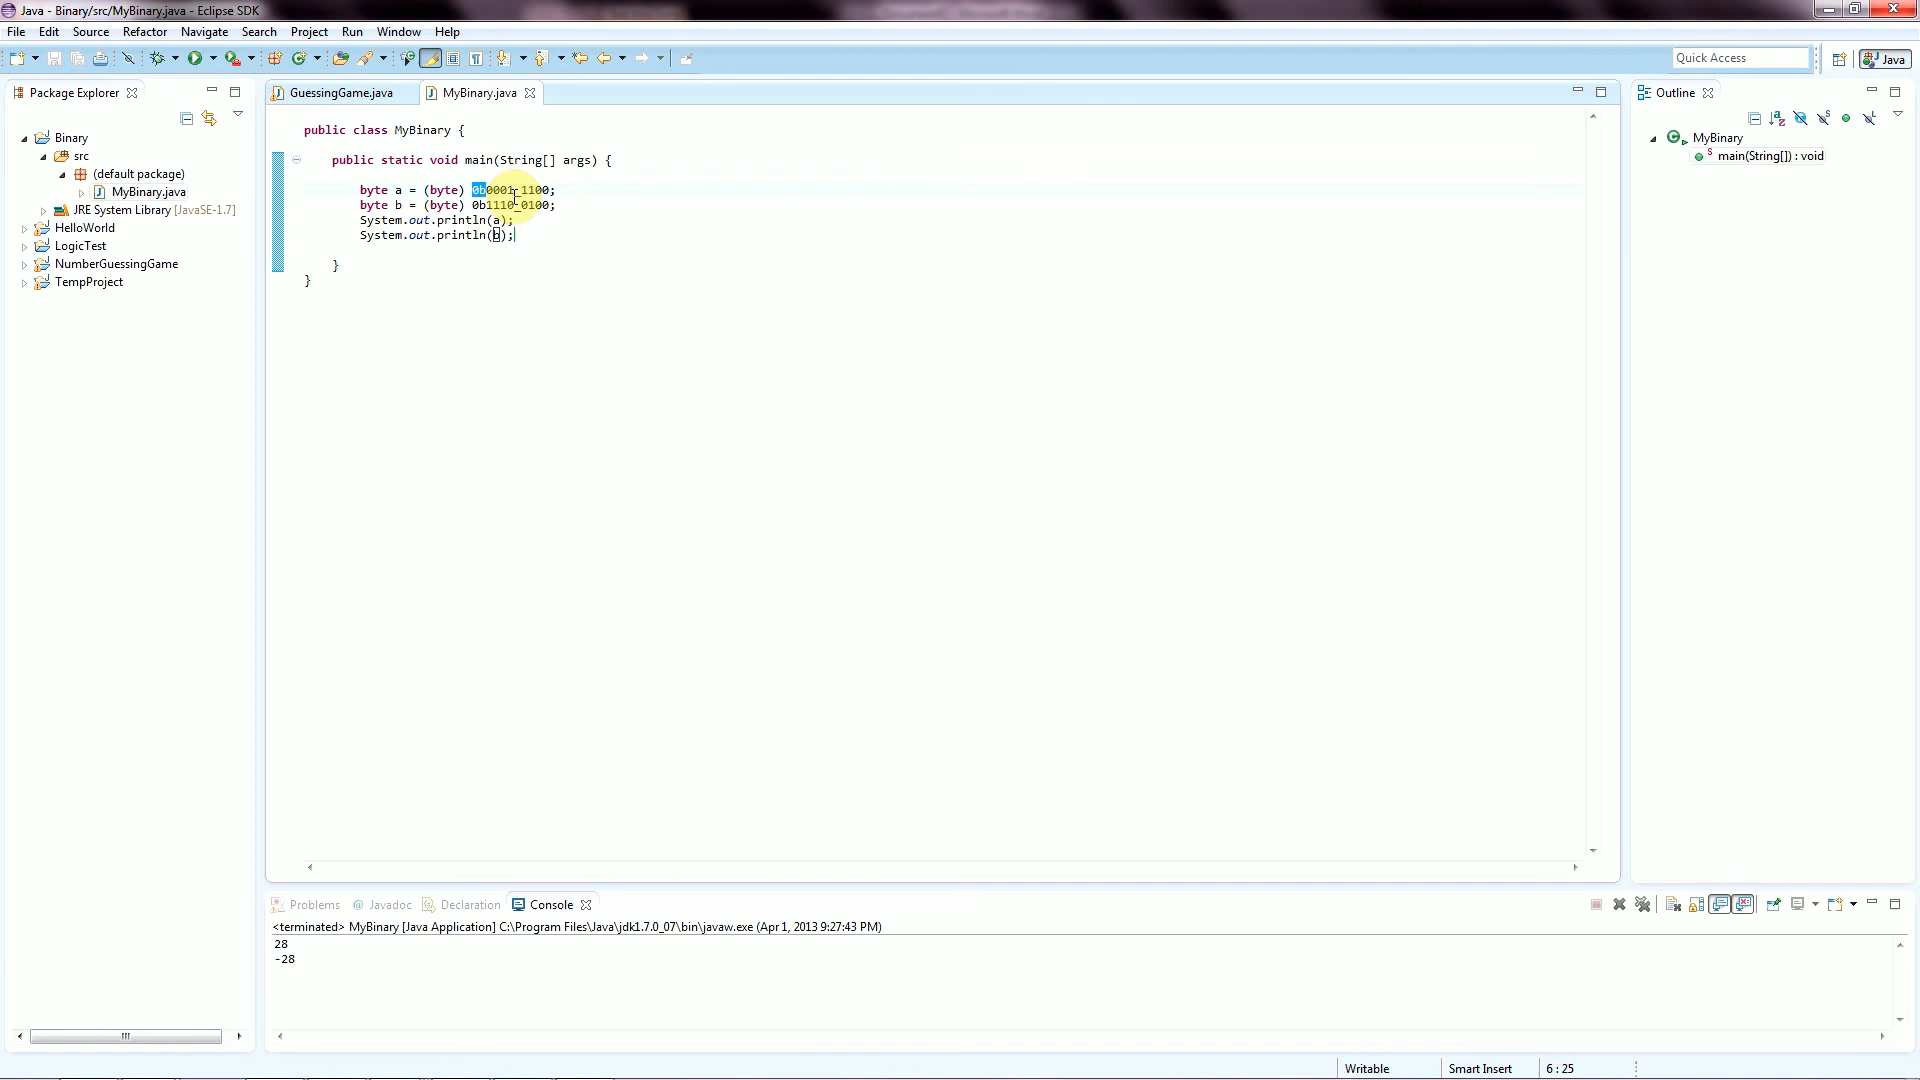 Java - Binary/src/MyBinary.java - Eclipse SDK
File Edit Source Refactor Navigate Search Project Run Window Help
Quick Access
Java
Package Explorer
GuessingGame.java
MyBinary.java
Outline
Binary
src
(default package)
MyBinary.java
JRE System Library [JavaSE-1.7]
HelloWorld
LogicTest
NumberGuessingGame
TempProject
public class MyBinary {
public static void main(String[] args) {
byte a = (byte) 0b0001_1100;
byte b = (byte) 0b1110_0100;
System.out.println(a);
System.out.println(b);
}
}
MyBinary
main(String[]) : void
Problems @ Javadoc Declaration Console
<terminated> MyBinary [Java Application] C:\Program Files\Java\jdk1.7.0_07\bin\javaw.exe (Apr 1, 2013 9:27:43 PM)
28
-28
Writable Smart Insert 6 : 25